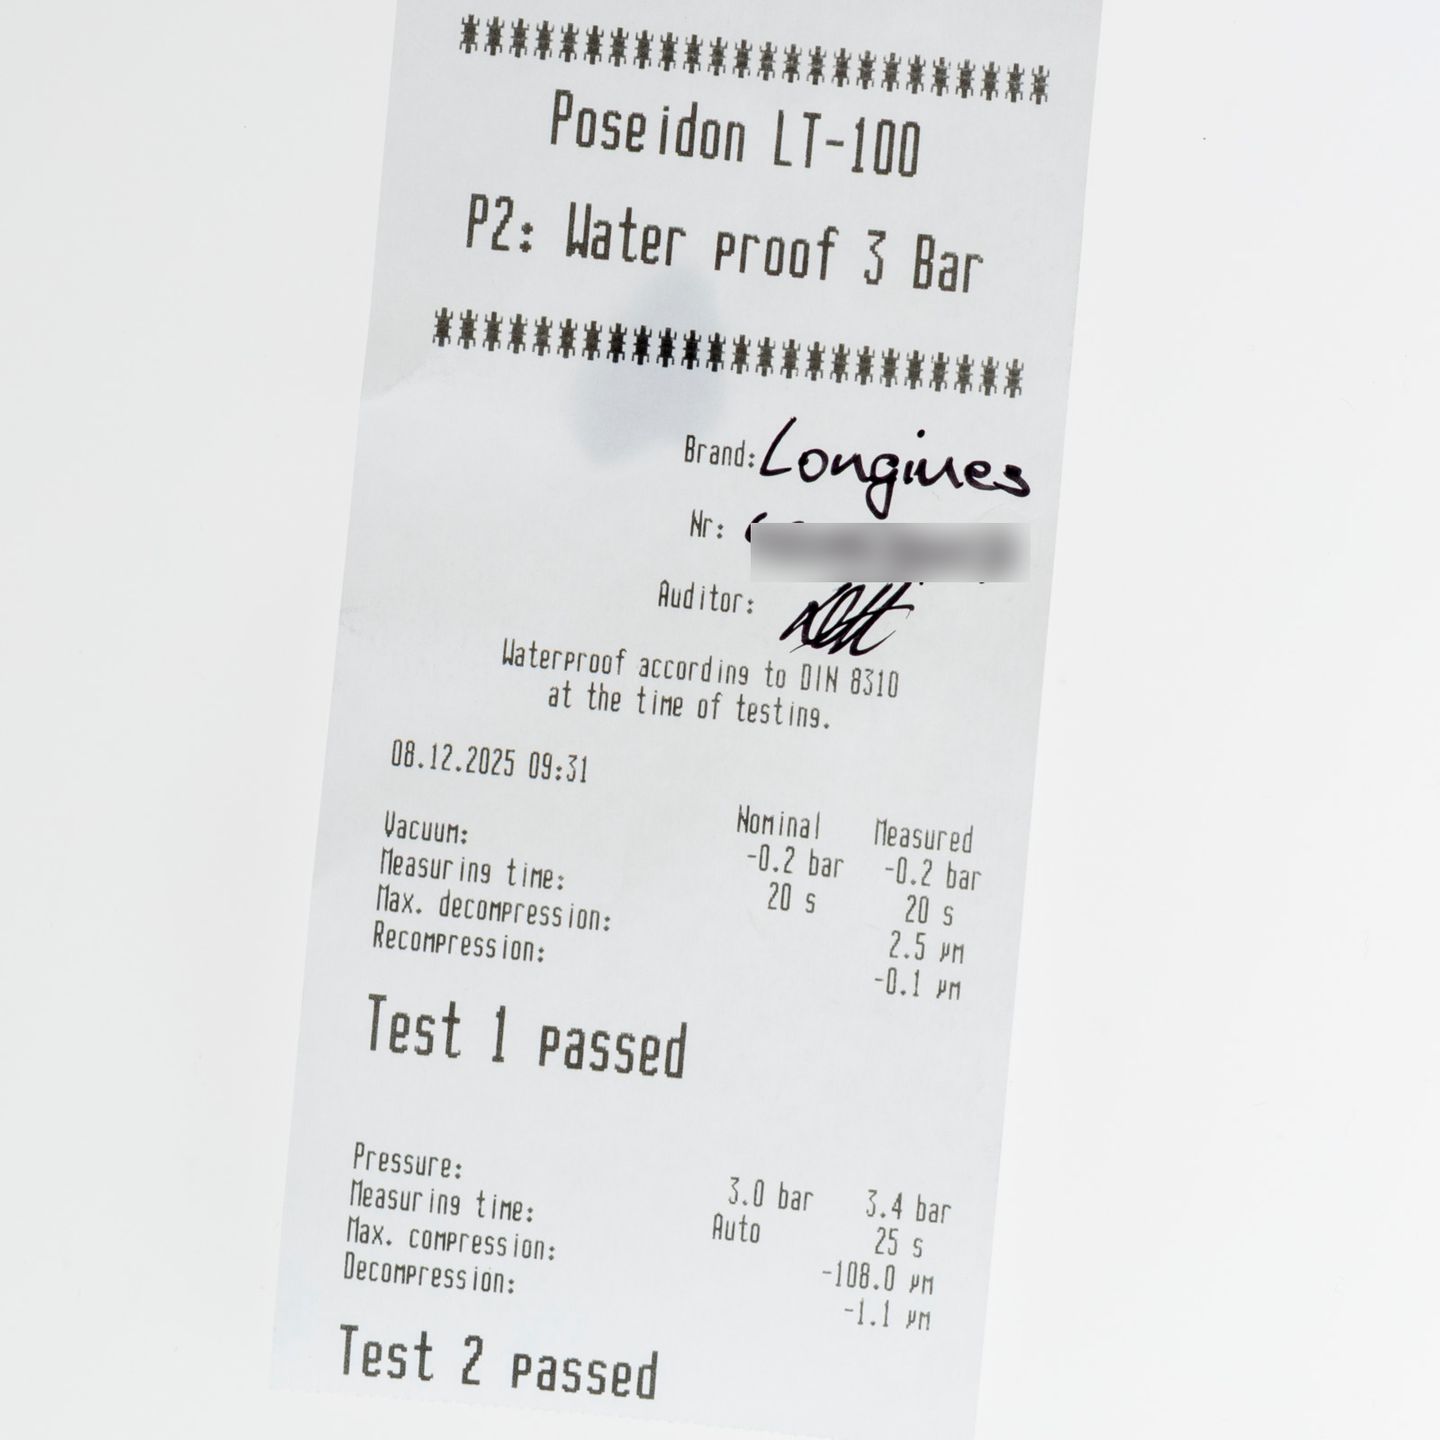 Poseidon LT-100
P2: Water proof 3 Bar
Brand: Longines
Nr:
Auditor:
Waterproof according to DIN 8310
at the time of testing.
08.12.2025 09:31
Nominal Measured
Vacuum: -0.2 bar -0.2 bar
Measuring time: 20 s 20 s
Max. decompression: 2.5 µm
Recompression: -0.1 µm
Test 1 passed
Pressure: 3.0 bar 3.4 bar
Measuring time: Auto 25 s
Max. compression: -108.0 µm
Decompression: -1.1 µm
Test 2 passed